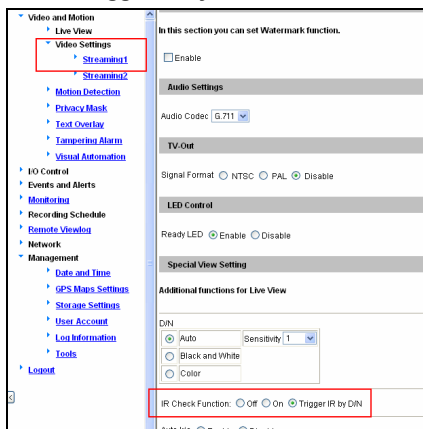 Video and Motion
Live View
Video Settings
Streaming1
Streaming2
Motion Detection
Privacy Mask
Text Overlay
Tampering Alarm
Visual Automation
I/O Control
Events and Alerts
Monitoring
Recording Schedule
Remote Viewlog
Network
Management
Date and Time
GPS Maps Settings
Storage Settings
User Account
Log Information
Tools
Logout
In this section you can set Watermark function.
Enable
Audio Settings
Audio Codec G.711
TV-Out
Signal Format NTSC PAL Disable
LED Control
Ready LED Enable Disable
Special View Setting
Additional functions for Live View
D/N
Auto Sensitivity 1
Black and White
Color
IR Check Function: Off On Trigger IR by D/N